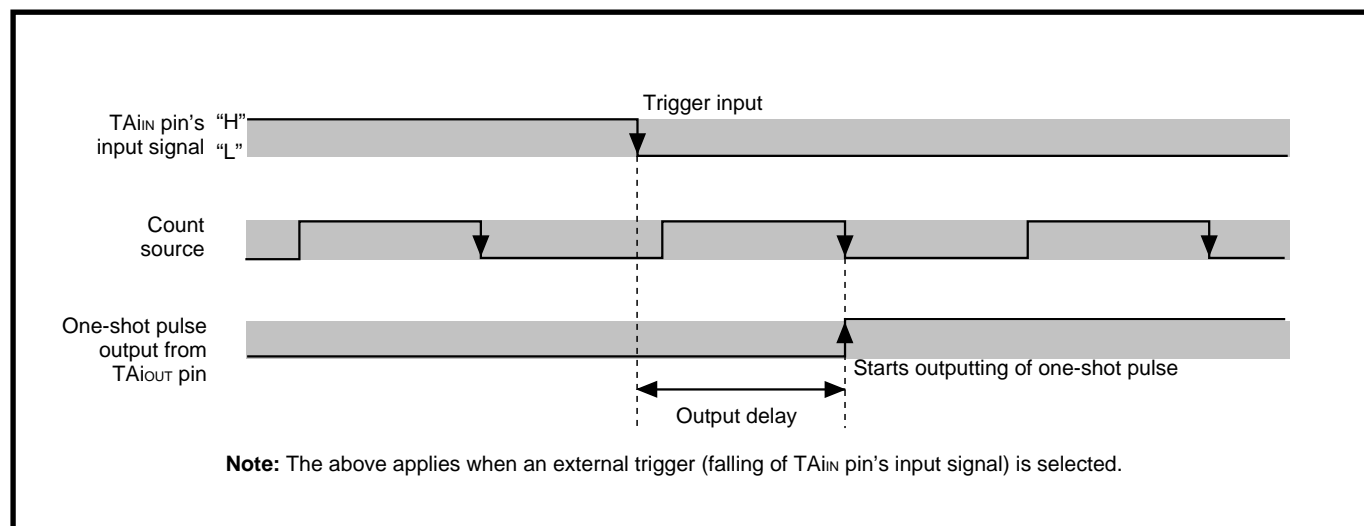 Trigger input
TAiIN pin’s “H”
input signal “L”
Count
source
One-shot pulse
output from
TAiOUT pin
Starts outputting of one-shot pulse
Output delay
Note: The above applies when an external trigger (falling of TAiIN pin’s input signal) is selected.